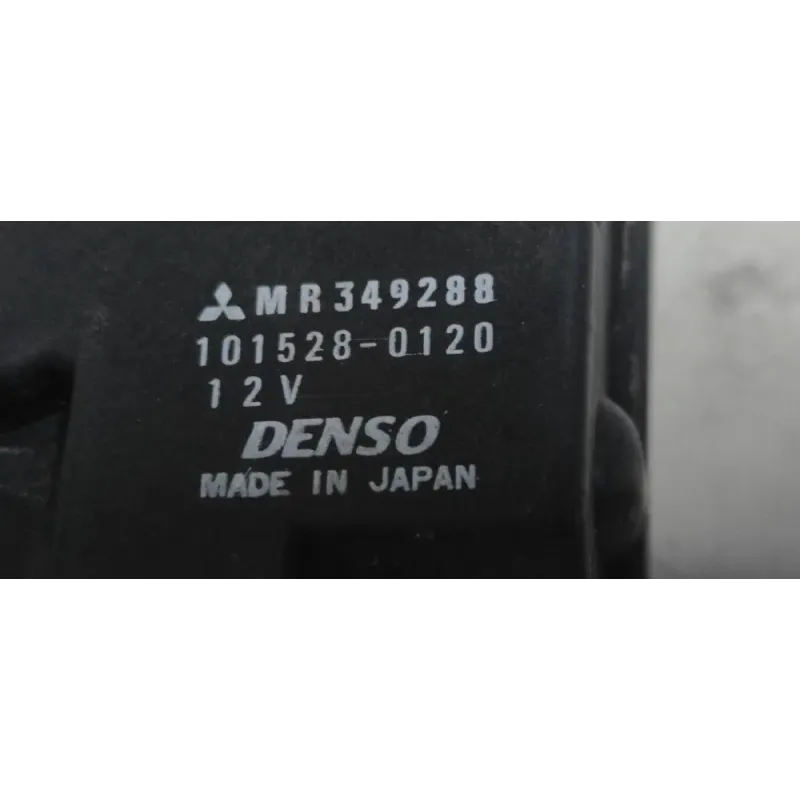 MR349288
101528-0120
12V
DENSO
MADE IN JAPAN